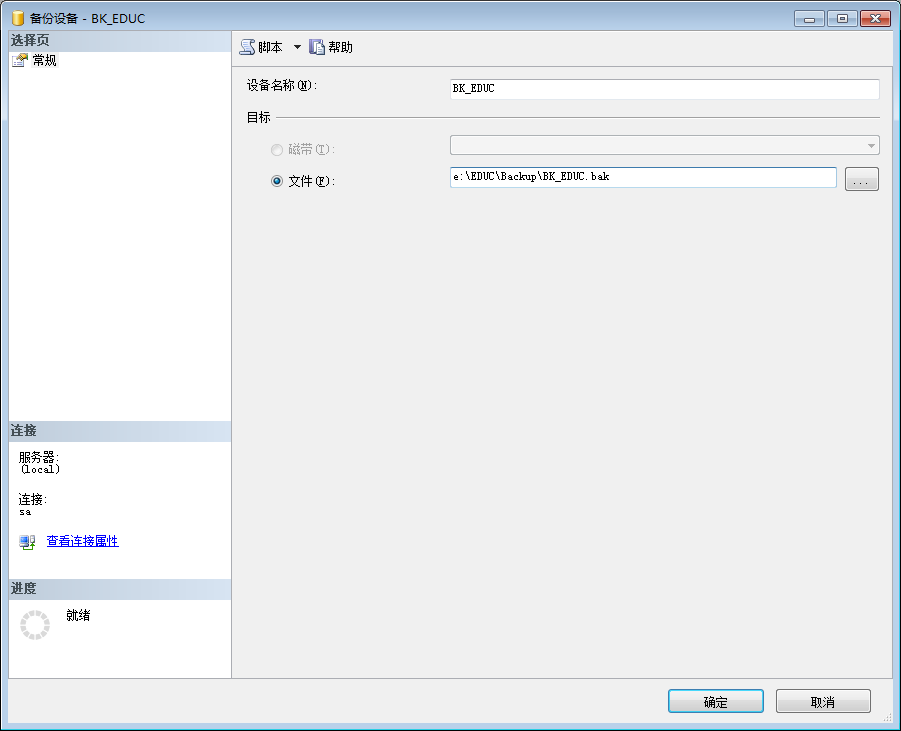 备份设备 - BK_EDUC
选择页
常规
脚本 帮助
设备名称(N):
BK_EDUC
目标
磁带(T):
文件(F):
e:\EDUC\Backup\BK_EDUC.bak
...
连接
服务器:
(local)
连接:
sa
查看连接属性
进度
就绪
确定
取消